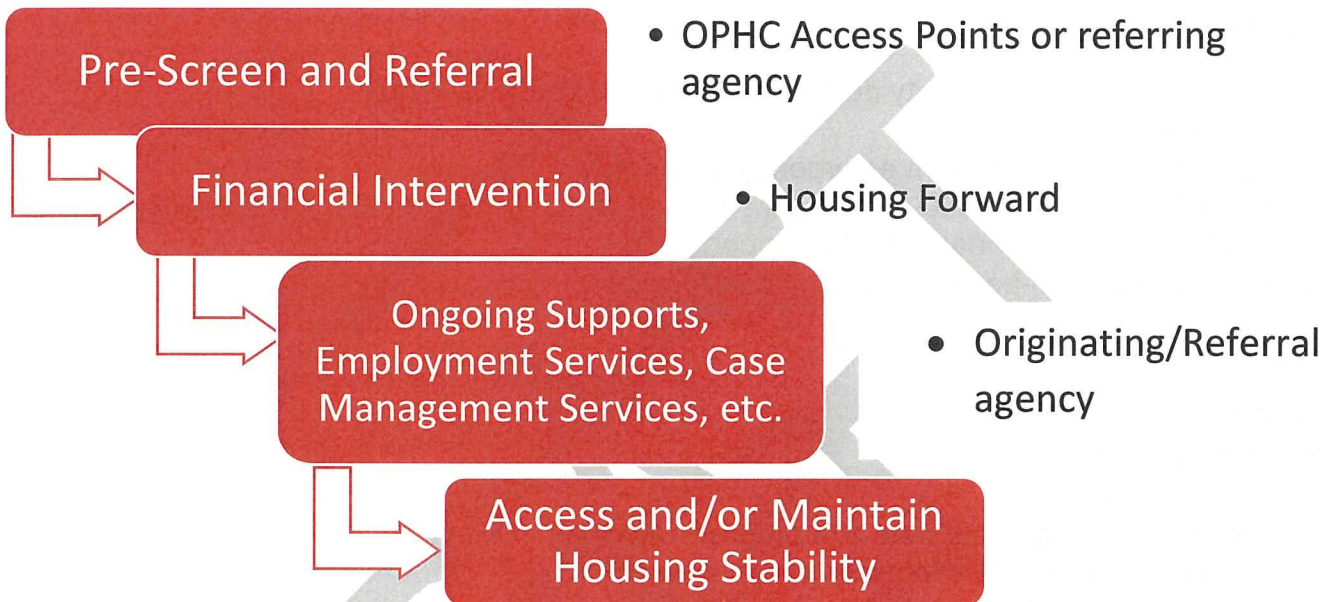 Pre-Screen and Referral
• OPHC Access Points or referring
agency
Financial Intervention
• Housing Forward
Ongoing Supports,
Employment Services, Case
Management Services, etc.
• Originating/Referral
agency
Access and/or Maintain
Housing Stability